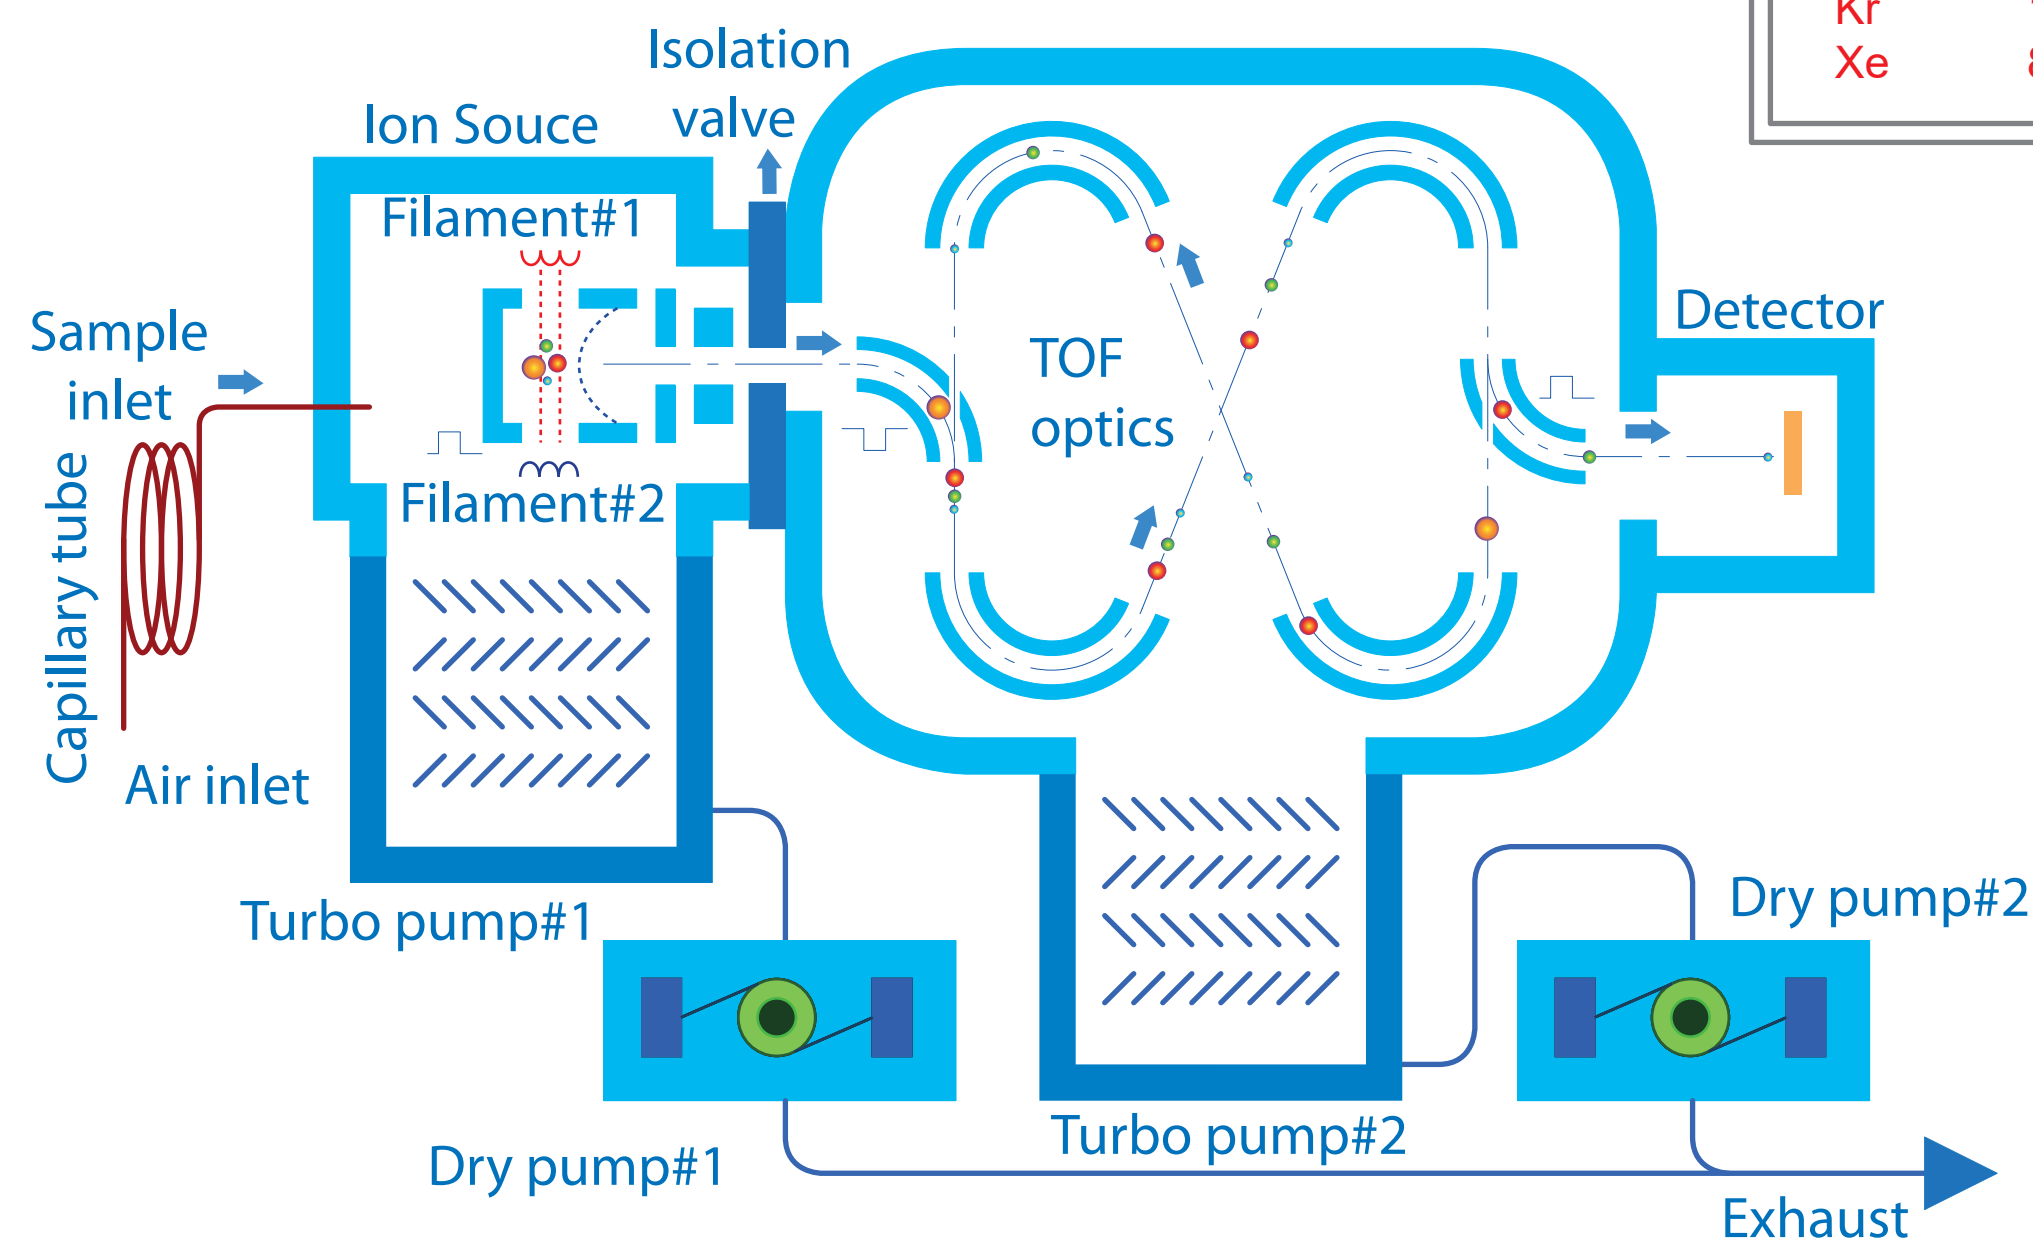 Kr
Xe
Isolation
valve
Ion Souce
Filament#1
Sample
inlet
Detector
TOF
optics
Filament#2
Capillary tube
Air inlet
Turbo pump#1
Dry pump#2
Turbo pump#2
Dry pump#1
Exhaust